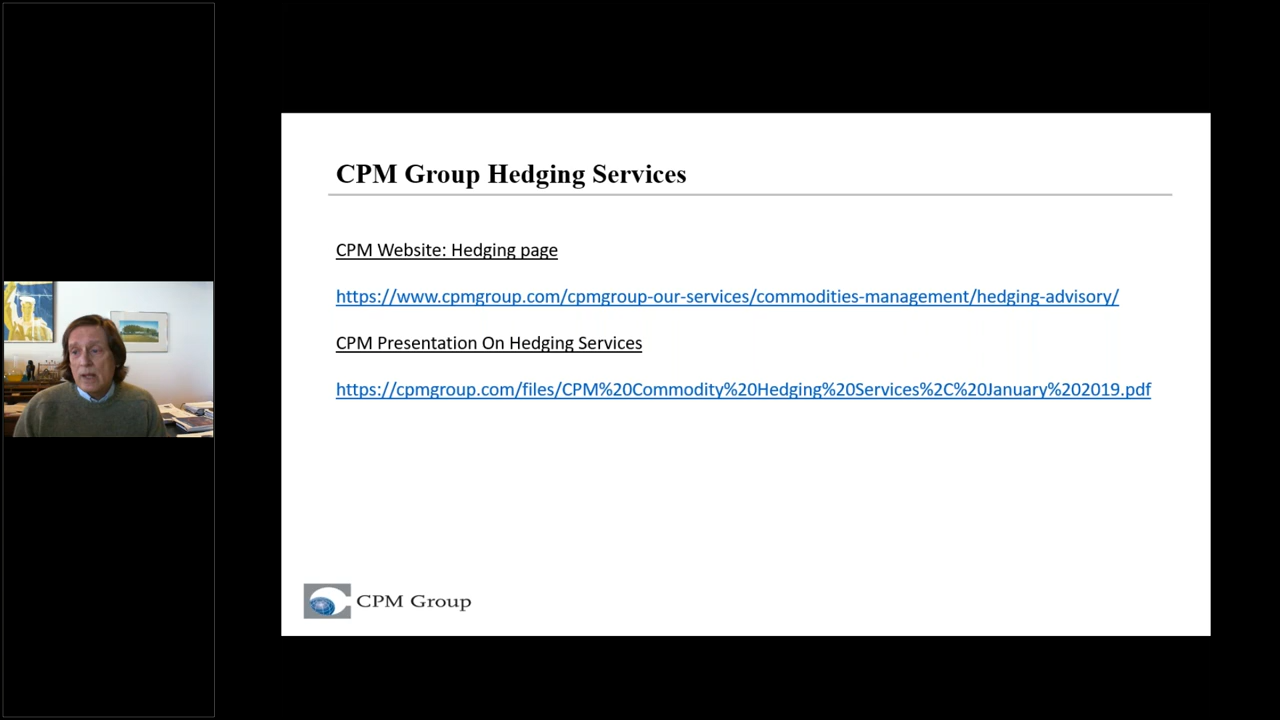 CPM Group Hedging Services
CPM Website: Hedging page
https://www.cpmgroup.com/cpmgroup-our-services/commodities-management/hedging-advisory/
CPM Presentation On Hedging Services
https://cpmgroup.com/files/CPM%20Commodity%20Hedging%20Services%2C%20January%202019.pdf
CPM Group